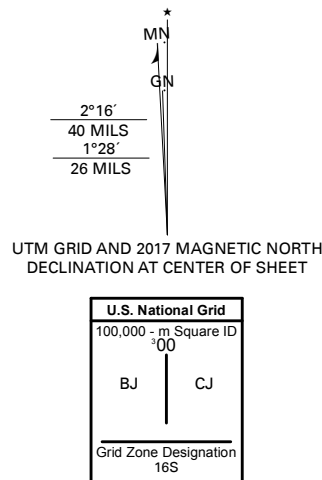 ★
MN
GN
2°16´
40 MILS
1°28´
26 MILS
UTM GRID AND 2017 MAGNETIC NORTH
DECLINATION AT CENTER OF SHEET
U.S. National Grid
100,000 - m Square ID
³00
BJ CJ
Grid Zone Designation
16S